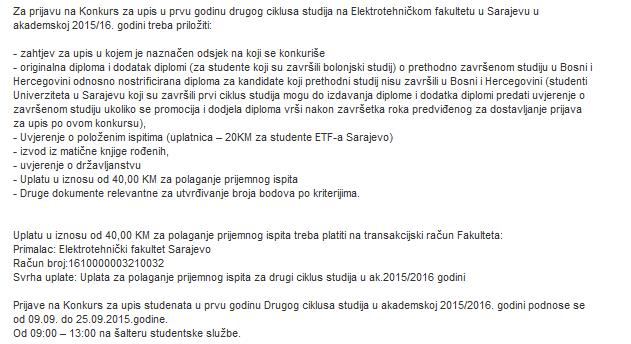 Za prijavu na Konkurs za upis u prvu godinu drugog ciklusa studija na Elektrotehničkom fakultetu u Sarajevu u
akademskoj 2015/16. godini treba priložiti:
- zahtjev za upis u kojem je naznačen odsjek na koji se konkuriše
- originalna diploma i dodatak diplomi (za studente koji su završili bolonjski studij) o prethodno završenom studiju u Bosni i
Hercegovini odnosno nostrificirana diploma za kandidate koji prethodni studij nisu završili u Bosni i Hercegovini (studenti
Univerziteta u Sarajevu koji su završili prvi ciklus studija mogu do izdavanja diplome i dodatka diplomi predati uvjerenje o
završenom studiju ukoliko se promocija i dodjela diploma vrši nakon završetka roka predviđenog za dostavljanje prijava
za upis po ovom konkursu),
- Uvjerenje o položenim ispitima (uplatnica – 20KM za studente ETF-a Sarajevo)
- izvod iz matične knjige rođenih,
- uvjerenje o državljanstvu
- Uplatu u iznosu od 40,00 KM za polaganje prijemnog ispita
- Druge dokumente relevantne za utvrđivanje broja bodova po kriterijima.
Uplatu u iznosu od 40,00 KM za polaganje prijemnog ispita treba platiti na transakcijski račun Fakulteta:
Primalac: Elektrotehnički fakultet Sarajevo
Račun broj:1610000003210032
Svrha uplate: Uplata za polaganje prijemnog ispita za drugi ciklus studija u ak.2015/2016 godini
Prijave na Konkurs za upis studenata u prvu godinu Drugog ciklusa studija u akademskoj 2015/2016. godini podnose se
od 09.09. do 25.09.2015.godine.
Od 09:00 – 13:00 na šalteru studentske službe.